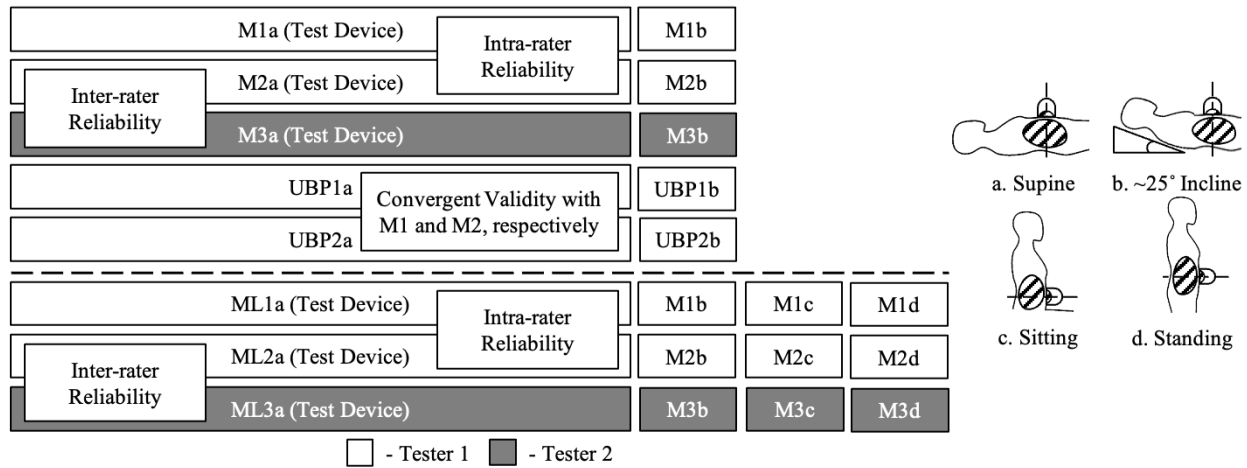 M1a (Test Device)
Intra-rater
Reliability
M1b
M2a (Test Device)
M2b
Inter-rater
Reliability
M3a (Test Device)
M3b
UBP1a
Convergent Validity with
M1 and M2, respectively
UBP1b
UBP2a
UBP2b
ML1a (Test Device)
Intra-rater
Reliability
M1b
M1c
M1d
ML2a (Test Device)
M2b
M2c
M2d
Inter-rater
Reliability
ML3a (Test Device)
M3b
M3c
M3d
- Tester 1
- Tester 2
a. Supine
b. ~25° Incline
c. Sitting
d. Standing